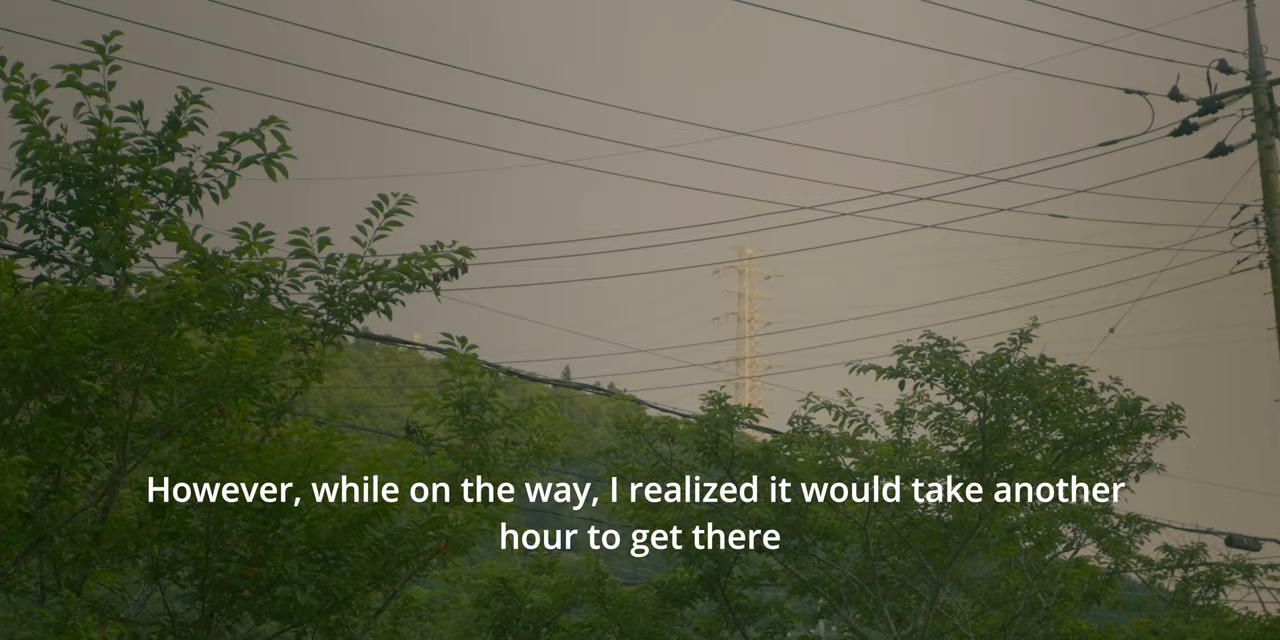 However, while on the way, I realized it would take another
hour to get there